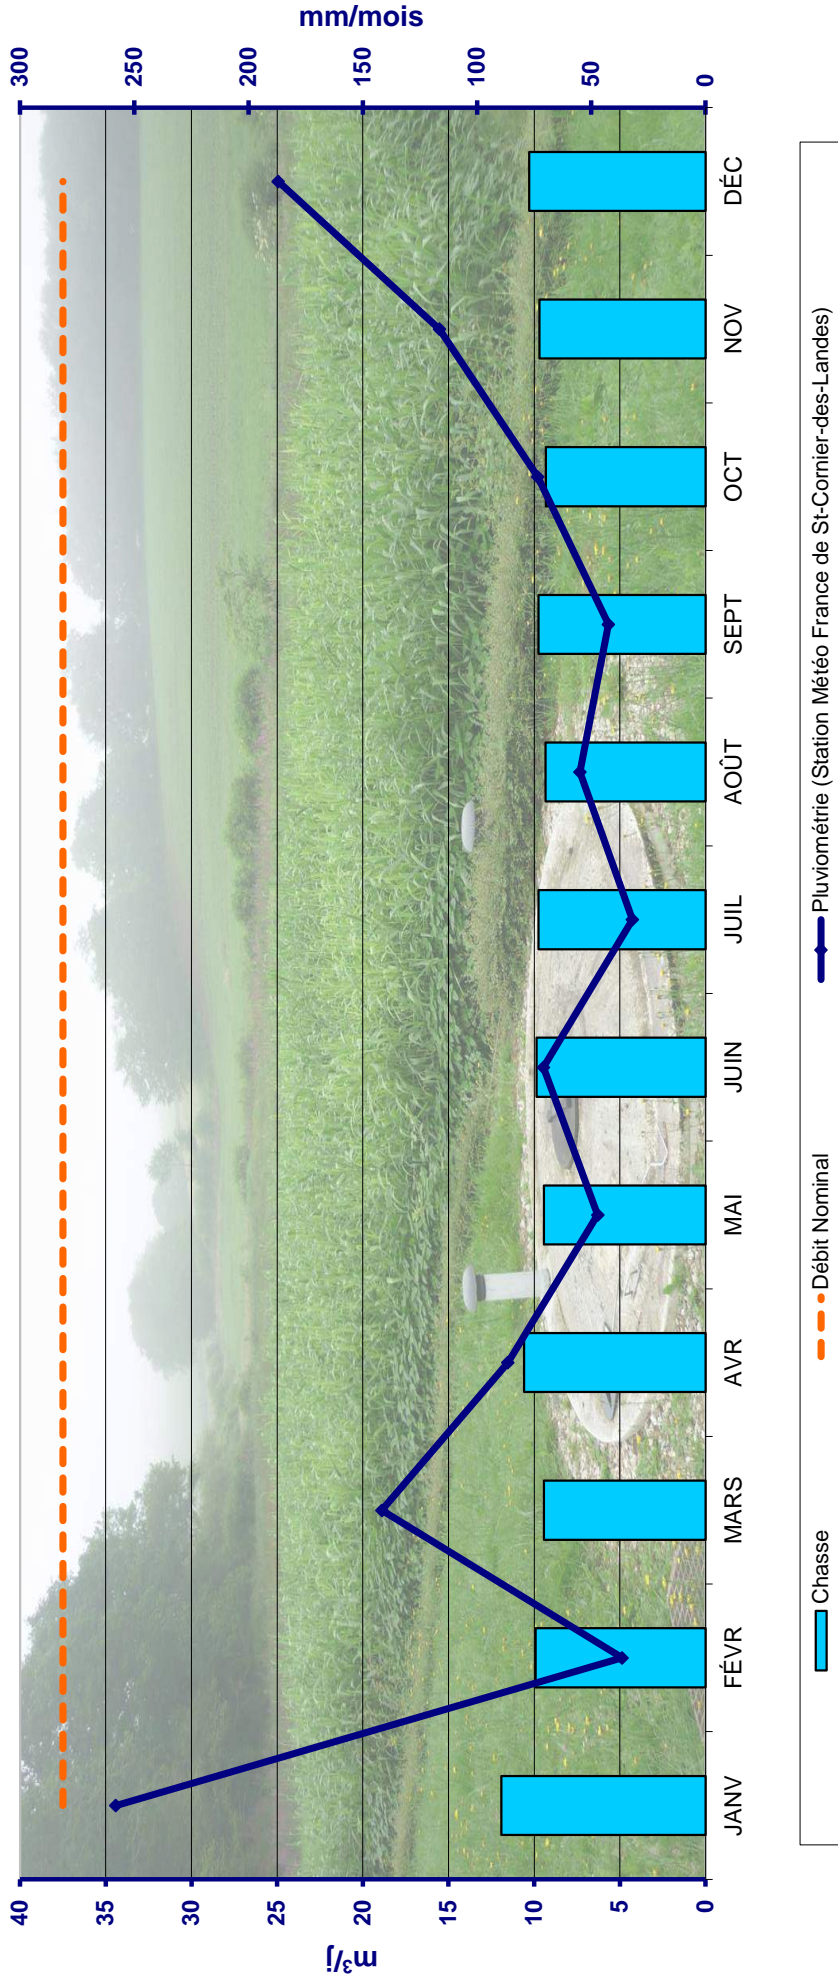 m³/j
40
35
30
25
20
15
10
5
0
JANV
FÉVR
MARS
AVR
MAI
JUIN
JUIL
AOÛT
SEPT
OCT
NOV
DÉC
mm/mois
300
250
200
150
100
50
0
Chasse
Débit Nominal
Pluviométrie (Station Météo France de St-Cornier-des-Landes)